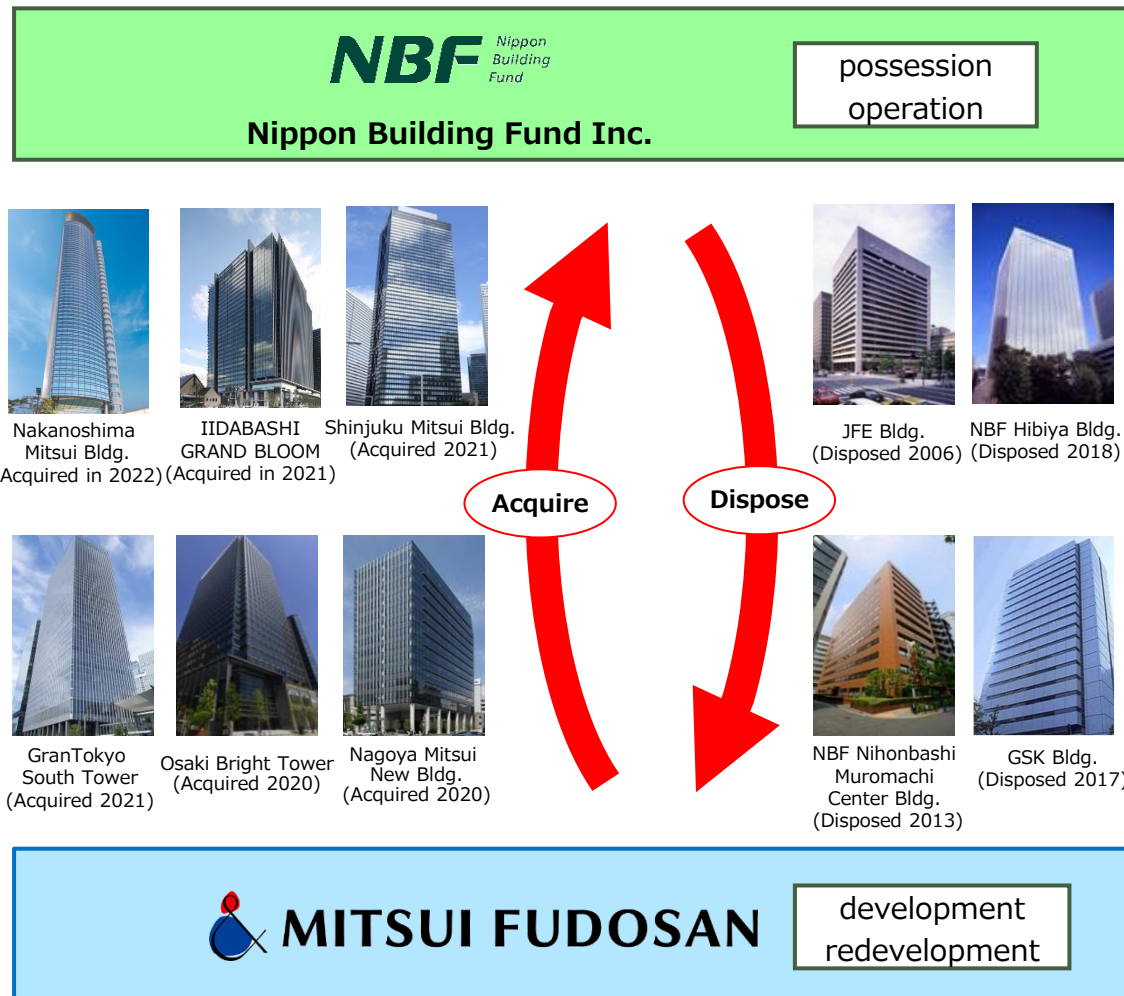 NBF Nippon
Building
Fund
Nippon Building Fund Inc.
possession
operation
Nakanoshima
Mitsui Bldg.
(Acquired in 2022)
IIDABASHI
GRAND BLOOM
(Acquired in 2021)
Shinjuku Mitsui Bldg.
(Acquired 2021)
JFE Bldg.
(Disposed 2006)
NBF Hibiya Bldg.
(Disposed 2018)
Acquire
Dispose
GranTokyo
South Tower
(Acquired 2021)
Osaki Bright Tower
(Acquired 2020)
Nagoya Mitsui
New Bldg.
(Acquired 2020)
NBF Nihonbashi
Muromachi
Center Bldg.
(Disposed 2013)
GSK Bldg.
(Disposed 2017)
MITSUI FUDOSAN
development
redevelopment